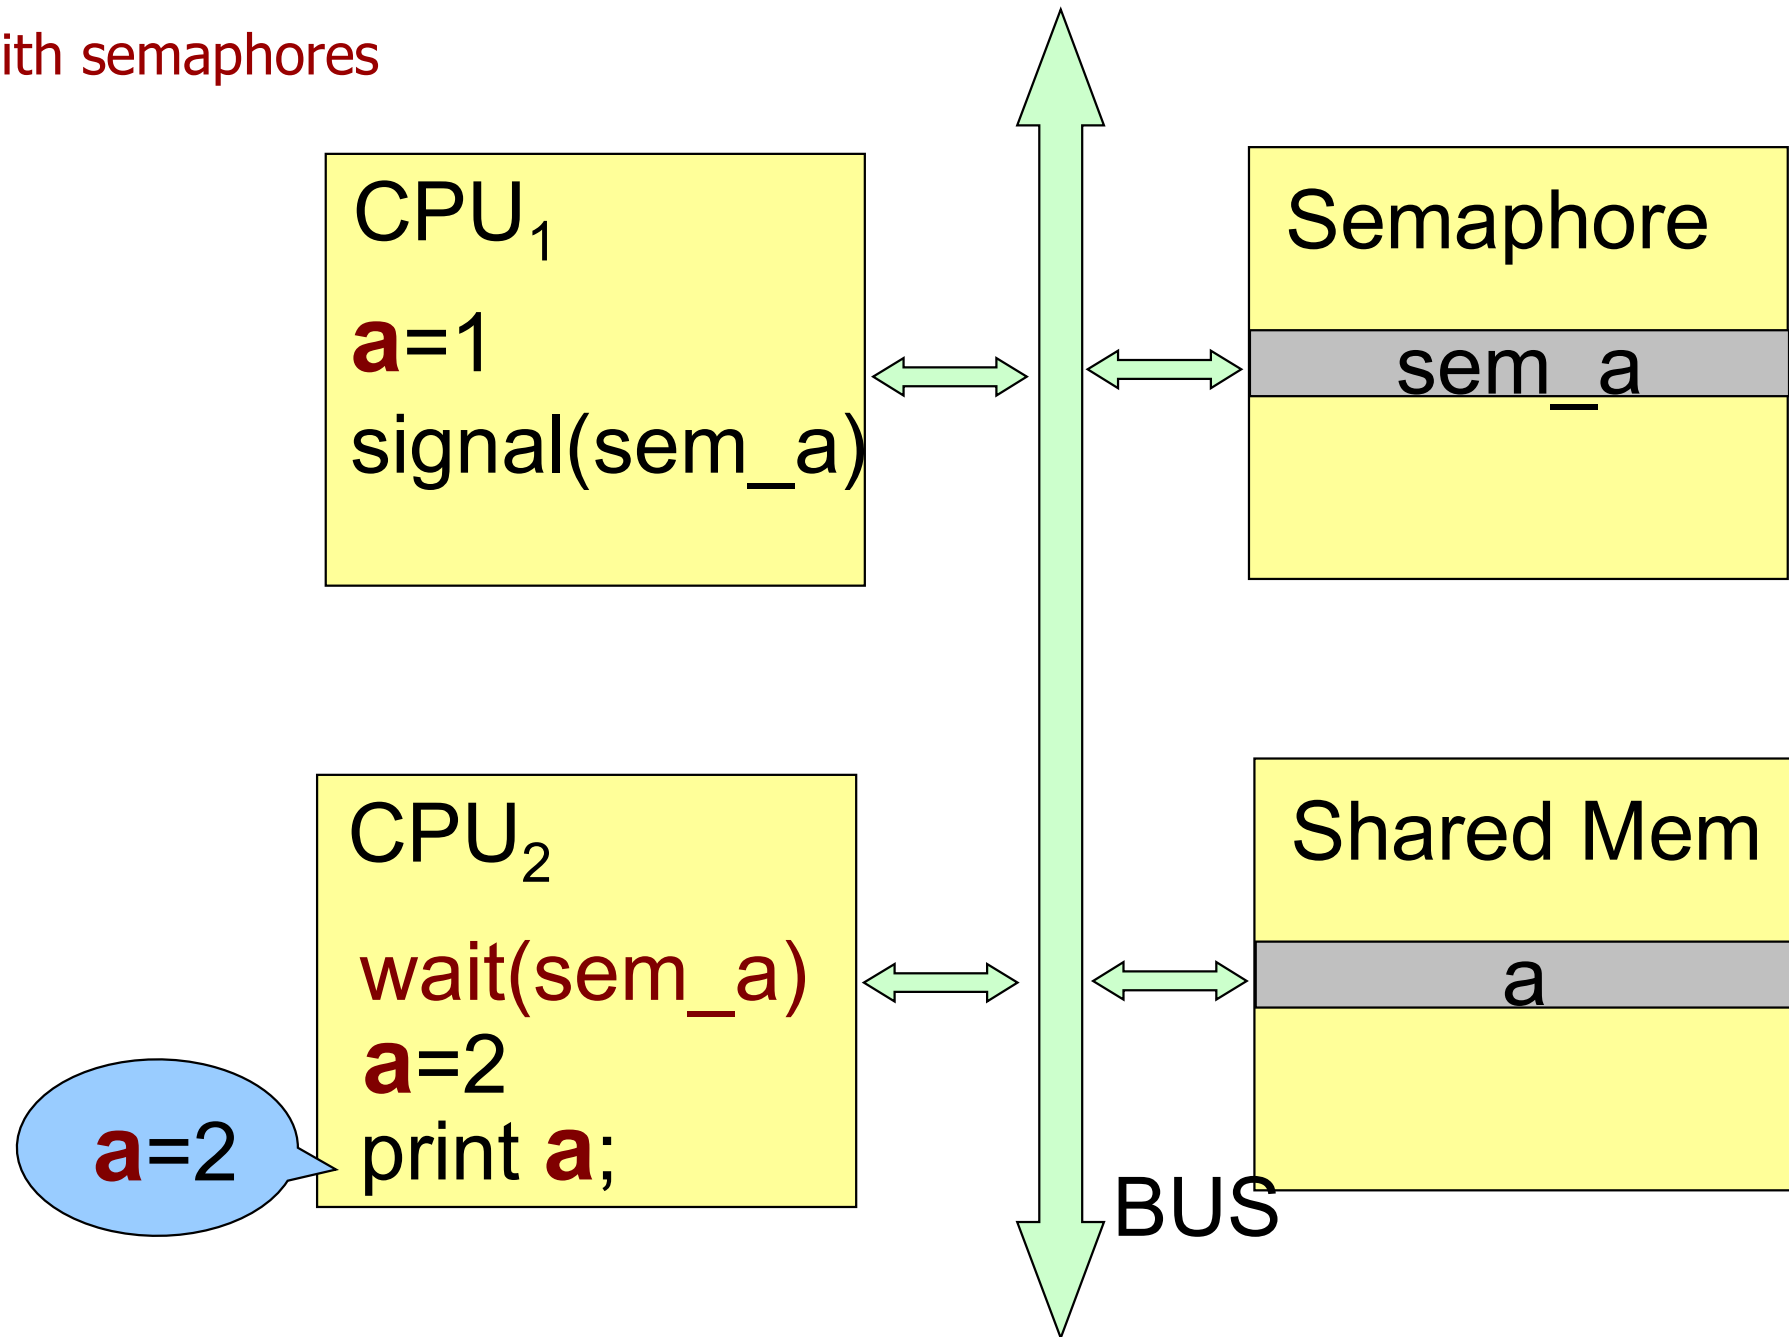 ith semaphores
CPU₁
a=1
signal(sem_a)
Semaphore
sem_a
CPU₂
wait(sem_a)
a=2
print a;
a=2
Shared Mem
a
BUS